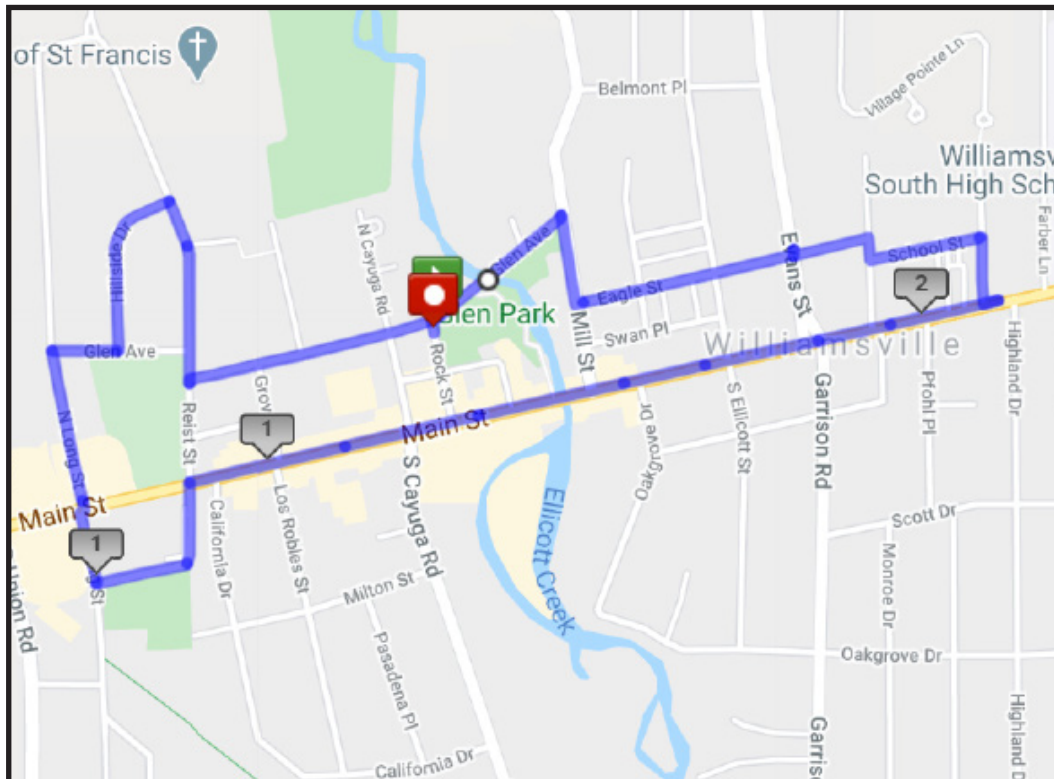 of St Francis
Belmont Pl
Village Pointe Ln
Williamsv
South High Sch
Farber Ln
N Cayuga Rd
Glen Ave
Hillside Dr
Evans St
School St
2
Eagle St
Glen Park
Swan Pl
Mill St
Williamsville
Glen Ave
Rock St
Grov
Reist St
1
Main St
N Long St
Highland Dr
Pfohl Pl
Garrison Rd
S Ellicott St
Oakgrove Dr
S Cayuga Rd
Los Robles St
California Dr
Main St
1
g St
Union Rd
Ellicott Creek
Scott Dr
Monroe Dr
Milton St
Pasadena Pl
Oakgrove Dr
Highland D
Garris
California Dr